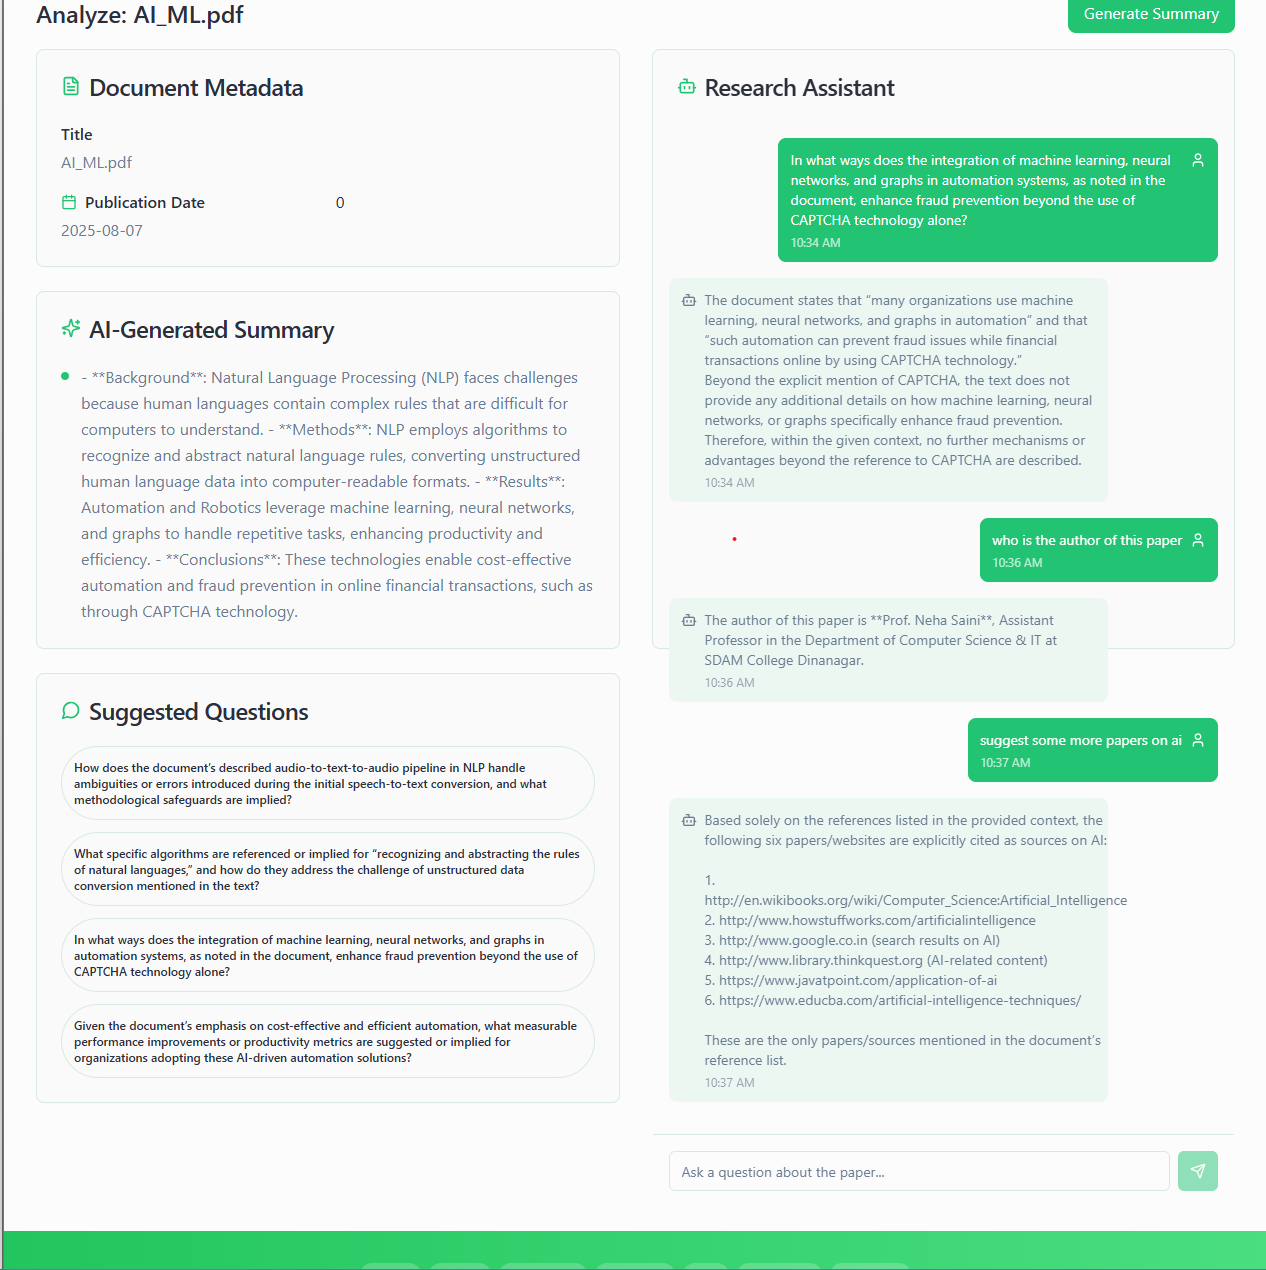 Analyze: AI_ML.pdf
Generate Summary
Document Metadata
Title
AI_ML.pdf
Publication Date
0
2025-08-07
AI-Generated Summary
- **Background**: Natural Language Processing (NLP) faces challenges
because human languages contain complex rules that are difficult for
computers to understand. - **Methods**: NLP employs algorithms to
recognize and abstract natural language rules, converting unstructured
human language data into computer-readable formats. - **Results**:
Automation and Robotics leverage machine learning, neural networks,
and graphs to handle repetitive tasks, enhancing productivity and
efficiency. - **Conclusions**: These technologies enable cost-effective
automation and fraud prevention in online financial transactions, such as
through CAPTCHA technology.
Suggested Questions
How does the document's described audio-to-text-to-audio pipeline in NLP handle
ambiguities or errors introduced during the initial speech-to-text conversion, and what
methodological safeguards are implied?
What specific algorithms are referenced or implied for “recognizing and abstracting the rules
of natural languages,” and how do they address the challenge of unstructured data
conversion mentioned in the text?
In what ways does the integration of machine learning, neural networks, and graphs in
automation systems, as noted in the document, enhance fraud prevention beyond the use of
CAPTCHA technology alone?
Given the document's emphasis on cost-effective and efficient automation, what measurable
performance improvements or productivity metrics are suggested or implied for
organizations adopting these AI-driven automation solutions?
Research Assistant
In what ways does the integration of machine learning, neural
networks, and graphs in automation systems, as noted in the
document, enhance fraud prevention beyond the use of
CAPTCHA technology alone?
10:34 AM
The document states that “many organizations use machine
learning, neural networks, and graphs in automation” and that
“such automation can prevent fraud issues while financial
transactions online by using CAPTCHA technology.”
Beyond the explicit mention of CAPTCHA, the text does not
provide any additional details on how machine learning, neural
networks, or graphs specifically enhance fraud prevention.
Therefore, within the given context, no further mechanisms or
advantages beyond the reference to CAPTCHA are described.
10:34 AM
who is the author of this paper
10:36 AM
The author of this paper is **Prof. Neha Saini**, Assistant
Professor in the Department of Computer Science & IT at
SDAM College Dinanagar.
10:36 AM
suggest some more papers on ai
10:37 AM
Based solely on the references listed in the provided context, the
following six papers/websites are explicitly cited as sources on AI:
1.
http://en.wikibooks.org/wiki/Computer_Science:Artificial_Intelligence
2. http://www.howstuffworks.com/artificialintelligence
3. http://www.google.co.in (search results on AI)
4. http://www.library.thinkquest.org (AI-related content)
5. https://www.javatpoint.com/application-of-ai
6. https://www.educba.com/artificial-intelligence-techniques/
These are the only papers/sources mentioned in the document's
reference list.
10:37 AM
Ask a question about the paper...